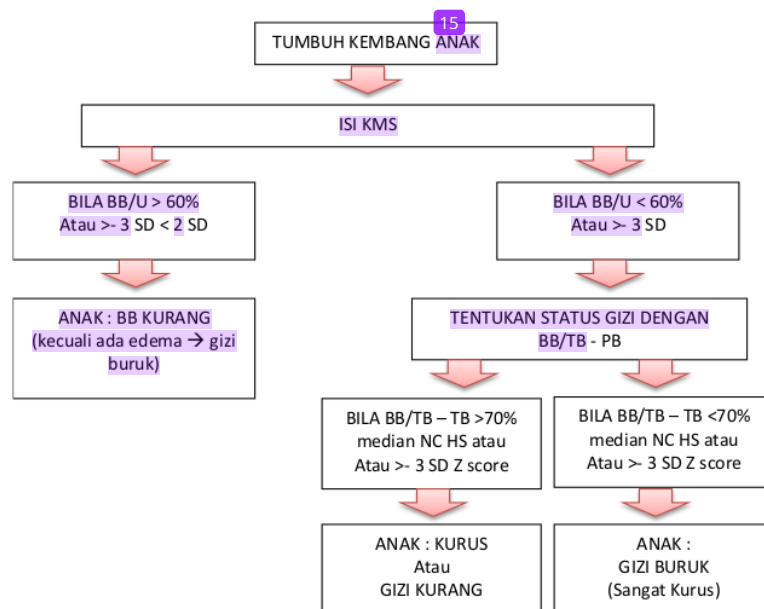 15
TUMBUH KEMBANG ANAK
ISI KMS
BILA BB/U > 60%
Atau >- 3 SD < 2 SD
BILA BB/U < 60%
Atau >- 3 SD
ANAK : BB KURANG
(kecuali ada edema → gizi
buruk)
TENTUKAN STATUS GIZI DENGAN
BB/TB - PB
BILA BB/TB – TB >70%
median NC HS atau
Atau >- 3 SD Z score
BILA BB/TB – TB <70%
median NC HS atau
Atau >- 3 SD Z score
ANAK : KURUS
Atau
GIZI KURANG
ANAK :
GIZI BURUK
(Sangat Kurus)